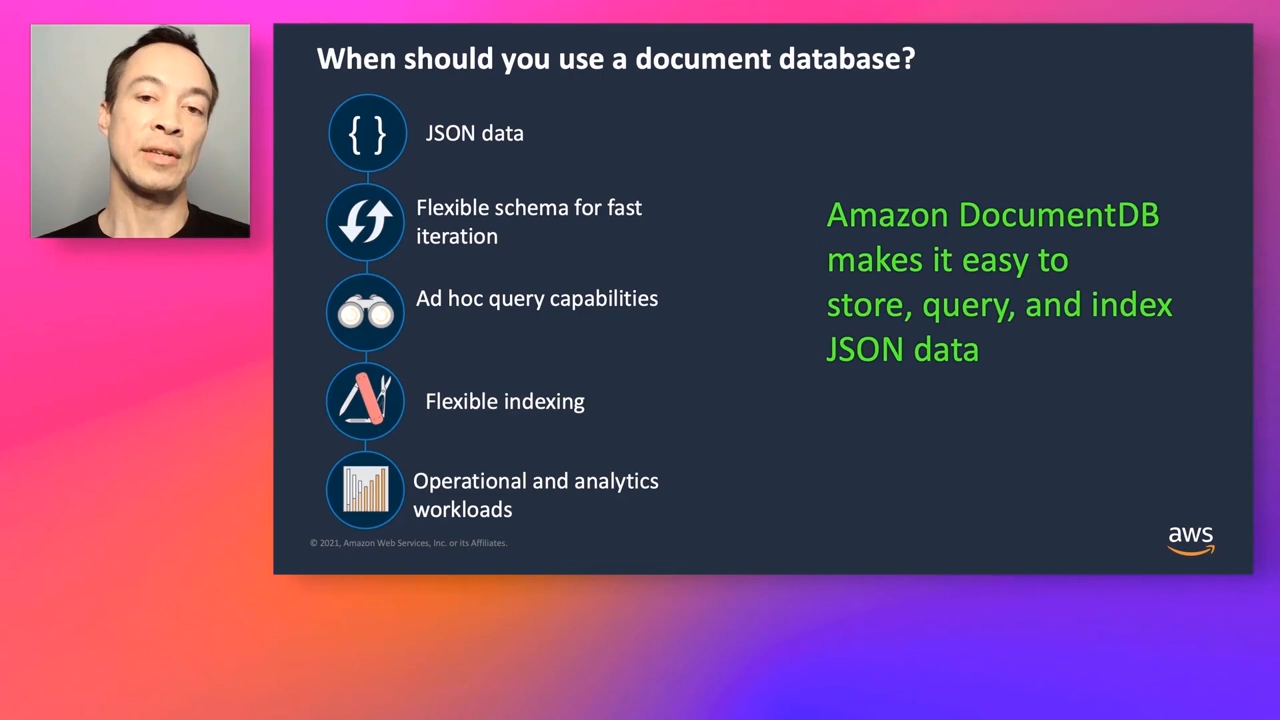 When should you use a document database?
{ }
JSON data
Flexible schema for fast
iteration
Ad hoc query capabilities
Flexible indexing
Operational and analytics
workloads
Amazon DocumentDB
makes it easy to
store, query, and index
JSON data
© 2021, Amazon Web Services, Inc. or its Affiliates.
aws